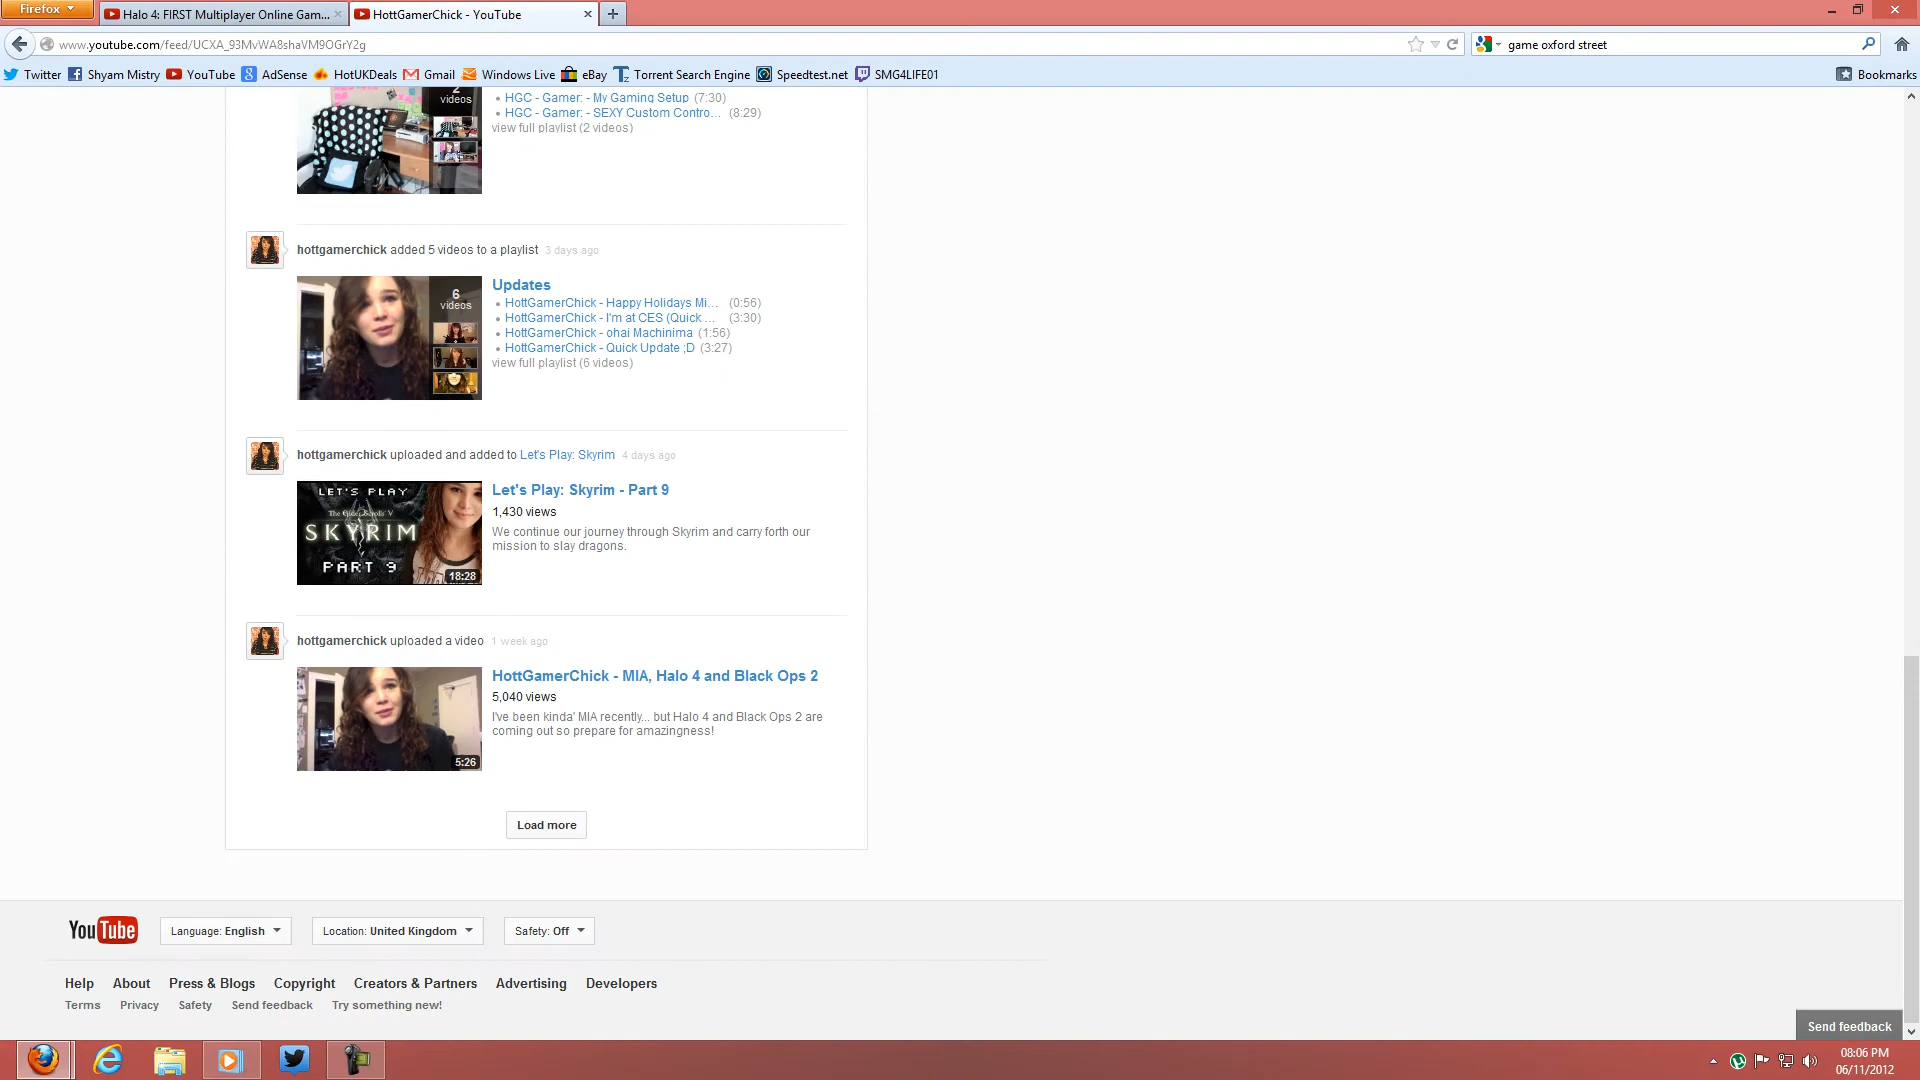 Firefox
Halo 4: FIRST Multiplayer Online Gam...
HottGamerChick - YouTube
www.youtube.com/feed/UCXA_93MvWA8shaVM9OGrY2g
game oxford street
Twitter
Shyam Mistry
YouTube
AdSense
HotUKDeals
Gmail
Windows Live
eBay
Torrent Search Engine
Speedtest.net
SMG4LIFE01
Bookmarks
2
videos
HGC - Gamer: - My Gaming Setup (7:30)
HGC - Gamer: - SEXY Custom Contro... (8:29)
view full playlist (2 videos)
hottgamerchick added 5 videos to a playlist 3 days ago
6
videos
Updates
HottGamerChick - Happy Holidays Mi... (0:56)
HottGamerChick - I'm at CES (Quick ... (3:30)
HottGamerChick - ohai Machinima (1:56)
HottGamerChick - Quick Update ;D (3:27)
view full playlist (6 videos)
hottgamerchick uploaded and added to Let's Play: Skyrim 4 days ago
LET'S PLAY
The Elder Scrolls V
SKYRIM
PART 9
18:28
Let's Play: Skyrim - Part 9
1,430 views
We continue our journey through Skyrim and carry forth our
mission to slay dragons.
hottgamerchick uploaded a video 1 week ago
5:26
HottGamerChick - MIA, Halo 4 and Black Ops 2
5,040 views
I've been kinda' MIA recently... but Halo 4 and Black Ops 2 are
coming out so prepare for amazingness!
Load more
YouTube
Language: English
Location: United Kingdom
Safety: Off
Help About Press & Blogs Copyright Creators & Partners Advertising Developers
Terms Privacy Safety Send feedback Try something new!
Send feedback
08:06 PM
06/11/2012